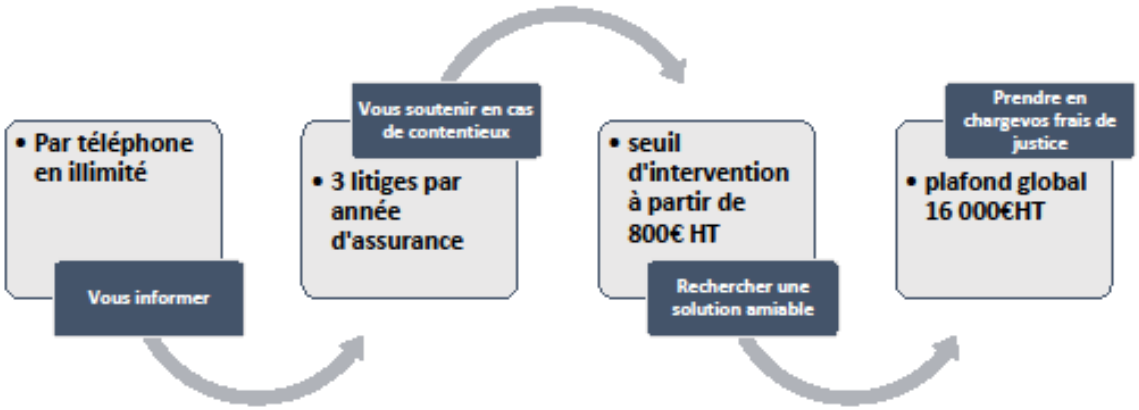 • Par téléphone
en illimité
Vous informer
Vous soutenir en cas
de contentieux
• 3 litiges par
année
d'assurance
• seuil
d'intervention
à partir de
800€ HT
Rechercher une
solution amiable
Prendre en
chargevos frais de
justice
• plafond global
16 000€HT